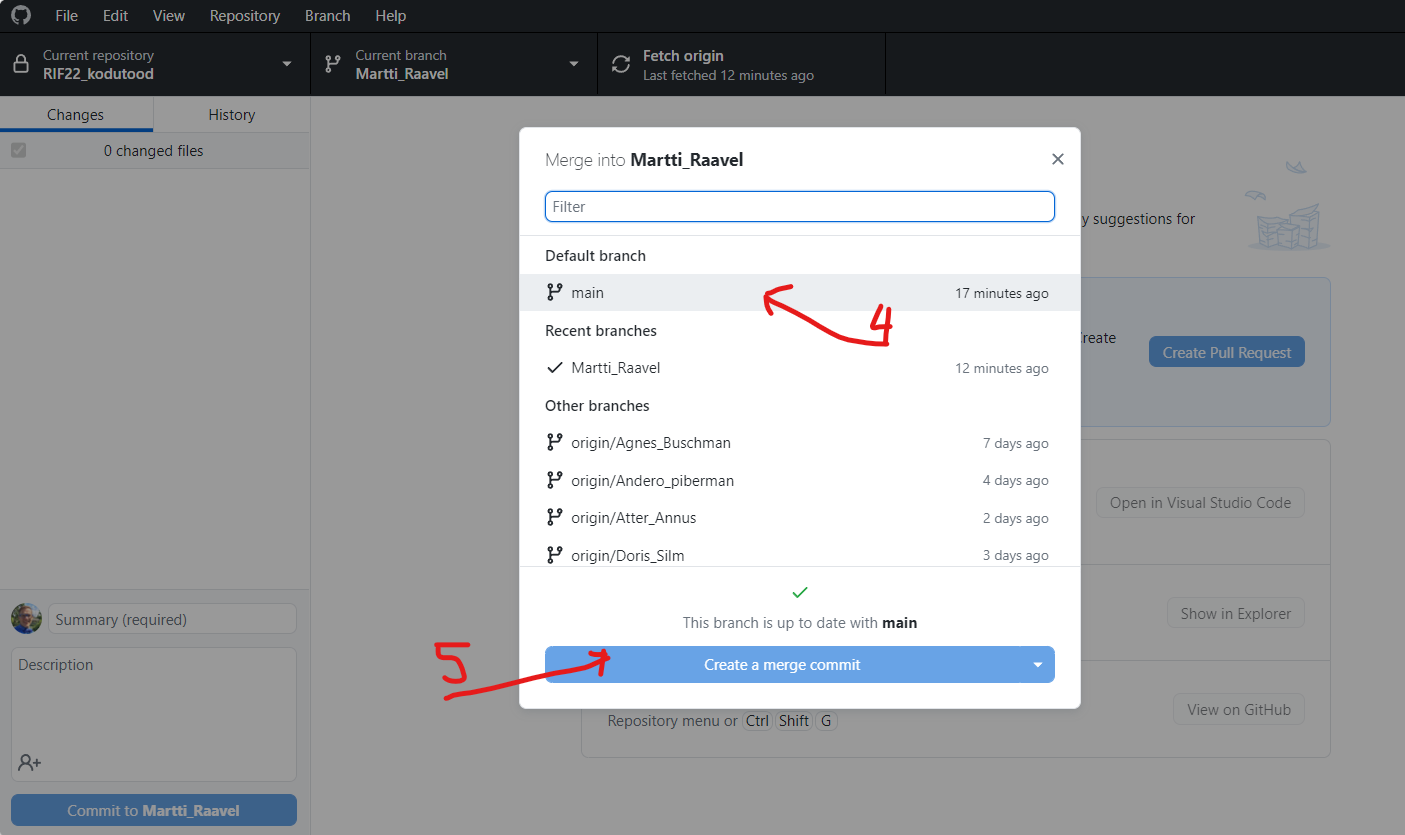 File Edit View Repository Branch Help
Current repository
RIF22_kodutood
Current branch
Martti_Raavel
Fetch origin
Last fetched 12 minutes ago
Changes History
0 changed files
Merge into Martti_Raavel
Filter
y suggestions for
Default branch
main 17 minutes ago
4
Recent branches
Create
Create Pull Request
Martti_Raavel 12 minutes ago
Other branches
origin/Agnes_Buschman 7 days ago
origin/Andero_piberman 4 days ago
Open in Visual Studio Code
origin/Atter_Annus 2 days ago
origin/Doris_Silm 3 days ago
This branch is up to date with main
Show in Explorer
5
Create a merge commit
View on GitHub
Repository menu or Ctrl Shift G
Summary (required)
Description
Commit to Martti_Raavel